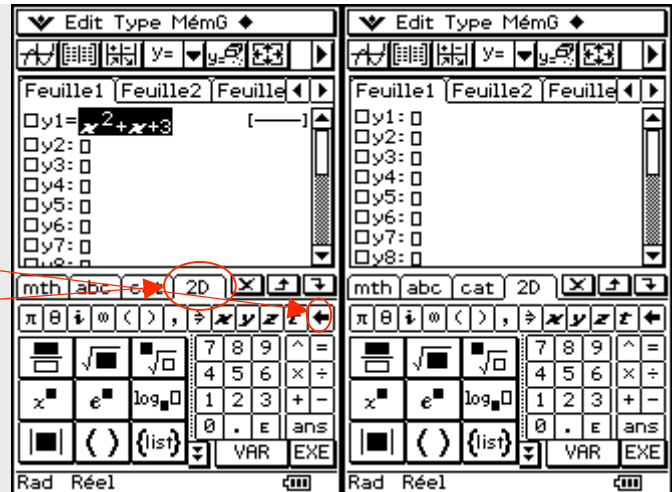 Edit Type MémG ◆
y=
Feuille1 Feuille2 Feuille
y1=x²+x+3 [——]
y2:▯
y3:▯
y4:▯
y5:▯
y6:▯
y7:▯
y8:▯
mth abc cat 2D
π θ i ∞ ( ) , ⇒ x y z t ←
7 8 9 ^ =
4 5 6 × ÷
x■ e■ log■□ 1 2 3 + −
|■| ( ) {list} 0 . E ans
VAR EXE
Rad Réel
Edit Type MémG ◆
y=
Feuille1 Feuille2 Feuille
y1:▯
y2:▯
y3:▯
y4:▯
y5:▯
y6:▯
y7:▯
y8:▯
mth abc cat 2D
π θ i ∞ ( ) , ⇒ x y z t ←
7 8 9 ^ =
4 5 6 × ÷
x■ e■ log■□ 1 2 3 + −
|■| ( ) {list} 0 . E ans
VAR EXE
Rad Réel